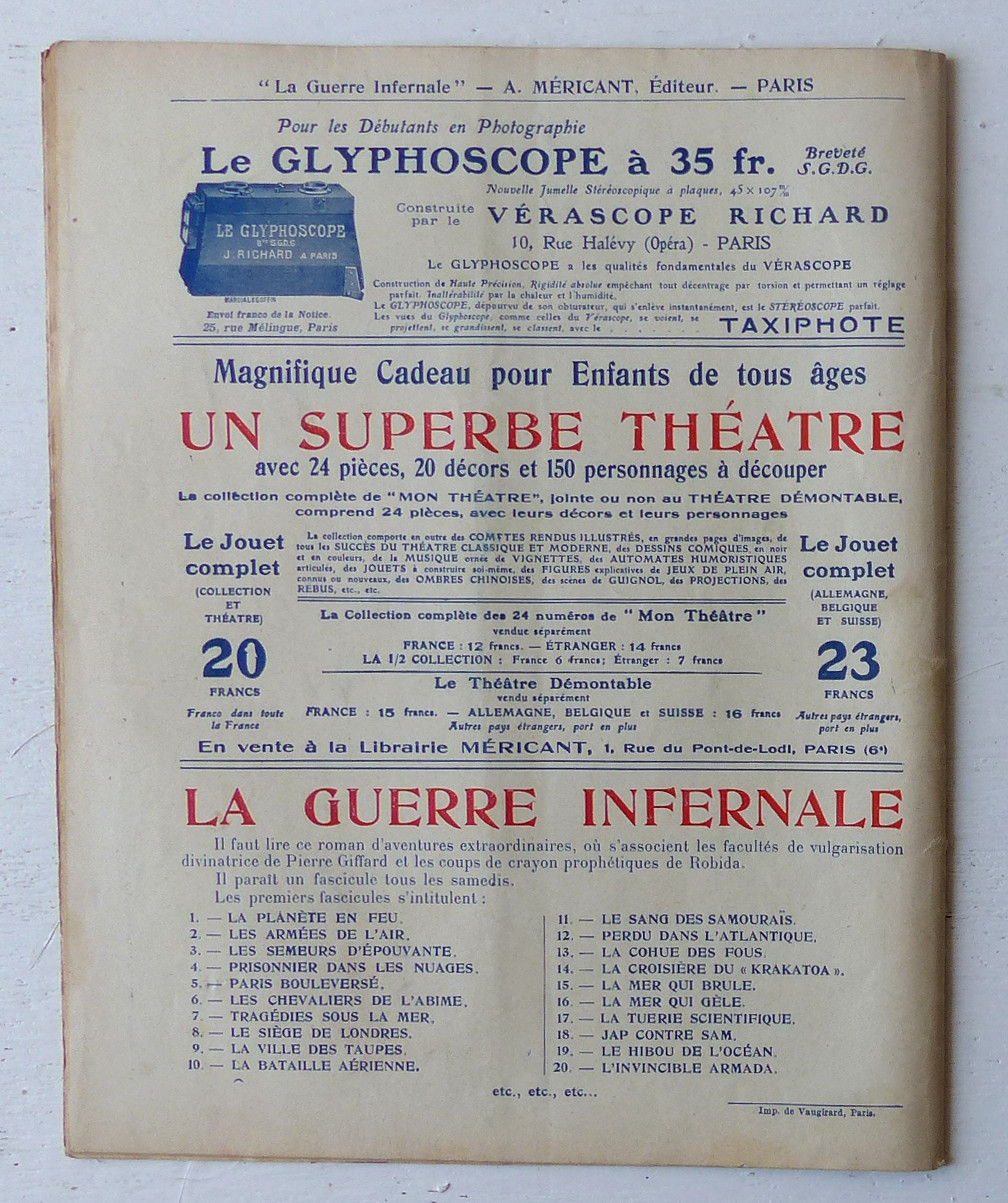 "La Guerre Infernale" — A. MÉRICANT, Éditeur. — PARIS
Pour les Débutants en Photographie
Le GLYPHOSCOPE à 35 fr. Breveté S.G.D.G.
Nouvelle Jumelle Stéréoscopique à plaques, 45 × 107 m/m
Construite par le VÉRASCOPE RICHARD
10, Rue Halévy (Opéra) - PARIS
Le GLYPHOSCOPE a les qualités fondamentales du VÉRASCOPE
LE GLYPHOSCOPE
Bté S.G.D.G
J. RICHARD A PARIS
Envoi franco de la Notice.
25, rue Mélingue, Paris
Construction de Haute Précision, Rigidité absolue empêchant tout décentrage par torsion et permettant un réglage
parfait. Inaltérabilité par la chaleur et l'humidité.
Le GLYPHOSCOPE, dépourvu de son obturateur, qui s'enlève instantanément, est le STÉRÉOSCOPE parfait.
Les vues du Glyphoscope, comme celles du Vérascope, se voient, se
projettent, se grandissent, se classent, avec le . . . . . . . . TAXIPHOTE
Magnifique Cadeau pour Enfants de tous âges
UN SUPERBE THÉATRE
avec 24 pièces, 20 décors et 150 personnages à découper
La collection complète de "MON THÉATRE", jointe ou non au THÉATRE DÉMONTABLE,
comprend 24 pièces, avec leurs décors et leurs personnages
Le Jouet
complet
(COLLECTION
ET
THÉATRE)
20
FRANCS
Franco dans toute
la France
La collection comporte en outre des COMPTES RENDUS ILLUSTRÉS, en grandes pages d'images, de
tous les SUCCÈS DU THÉATRE CLASSIQUE ET MODERNE, des DESSINS COMIQUES, en noir
et en couleurs, de la MUSIQUE ornée de VIGNETTES, des AUTOMATES HUMORISTIQUES
articulés, des JOUETS à construire soi-même, des FIGURES explicatives de JEUX DE PLEIN AIR,
connus ou nouveaux, des OMBRES CHINOISES, des scènes de GUIGNOL, des PROJECTIONS, des
RÉBUS, etc., etc.
La Collection complète des 24 numéros de "Mon Théâtre"
vendue séparément
FRANCE : 12 francs. — ÉTRANGER : 14 francs
LA 1/2 COLLECTION : France 6 francs; Étranger : 7 francs
Le Théâtre Démontable
vendu séparément
FRANCE : 15 francs. — ALLEMAGNE, BELGIQUE et SUISSE : 16 francs
Autres pays étrangers, port en plus
Le Jouet
complet
(ALLEMAGNE,
BELGIQUE
ET SUISSE)
23
FRANCS
Autres pays étrangers,
port en plus
En vente à la Librairie MÉRICANT, 1, Rue du Pont-de-Lodi, PARIS (6e)
LA GUERRE INFERNALE
Il faut lire ce roman d'aventures extraordinaires, où s'associent les facultés de vulgarisation
divinatrice de Pierre Giffard et les coups de crayon prophétiques de Robida.
Il paraît un fascicule tous les samedis.
Les premiers fascicules s'intitulent :
1. — LA PLANÈTE EN FEU.
2. — LES ARMÉES DE L'AIR.
3. — LES SEMEURS D'ÉPOUVANTE.
4. — PRISONNIER DANS LES NUAGES.
5. — PARIS BOULEVERSÉ.
6. — LES CHEVALIERS DE L'ABIME.
7. — TRAGÉDIES SOUS LA MER.
8. — LE SIÈGE DE LONDRES.
9. — LA VILLE DES TAUPES.
10. — LA BATAILLE AÉRIENNE.
11. — LE SANG DES SAMOURAÏS.
12. — PERDU DANS L'ATLANTIQUE.
13. — LA COHUE DES FOUS.
14. — LA CROISIÈRE DU « KRAKATOA ».
15. — LA MER QUI BRULE.
16. — LA MER QUI GÈLE.
17. — LA TUERIE SCIENTIFIQUE.
18. — JAP CONTRE SAM.
19. — LE HIBOU DE L'OCÉAN.
20. — L'INVINCIBLE ARMADA.
etc., etc., etc...
Imp. de Vaugirard, Paris.